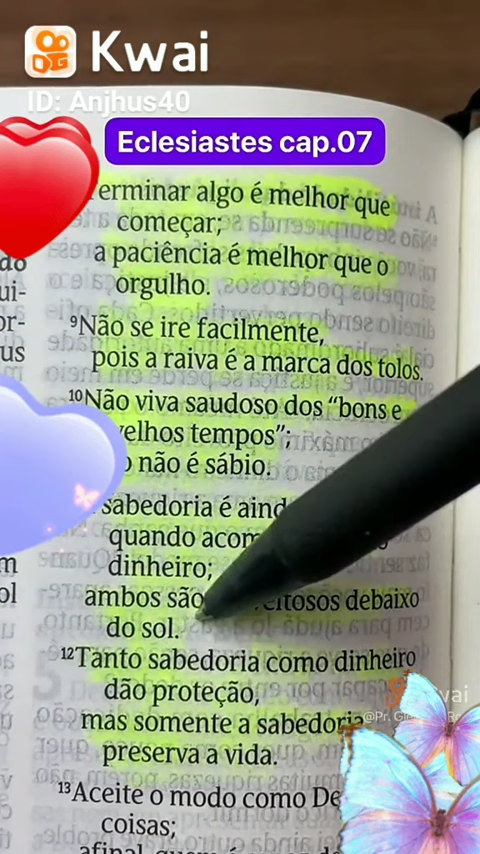 Kwai
ID: Anjhus40
Eclesiastes cap.07
erminar algo é melhor que
começar;
a paciência é melhor que o
orgulho.
9Não se ire facilmente,
pois a raiva é a marca dos tolos.
10Não viva saudoso dos “bons e
velhos tempos”;
não é sábio.
sabedoria é aind
quando acom
dinheiro;
ambos são eitosos debaixo
do sol.
12Tanto sabedoria como dinheiro
dão proteção,
mas somente a sabedoria
preserva a vida.
13Aceite o modo como De
coisas;